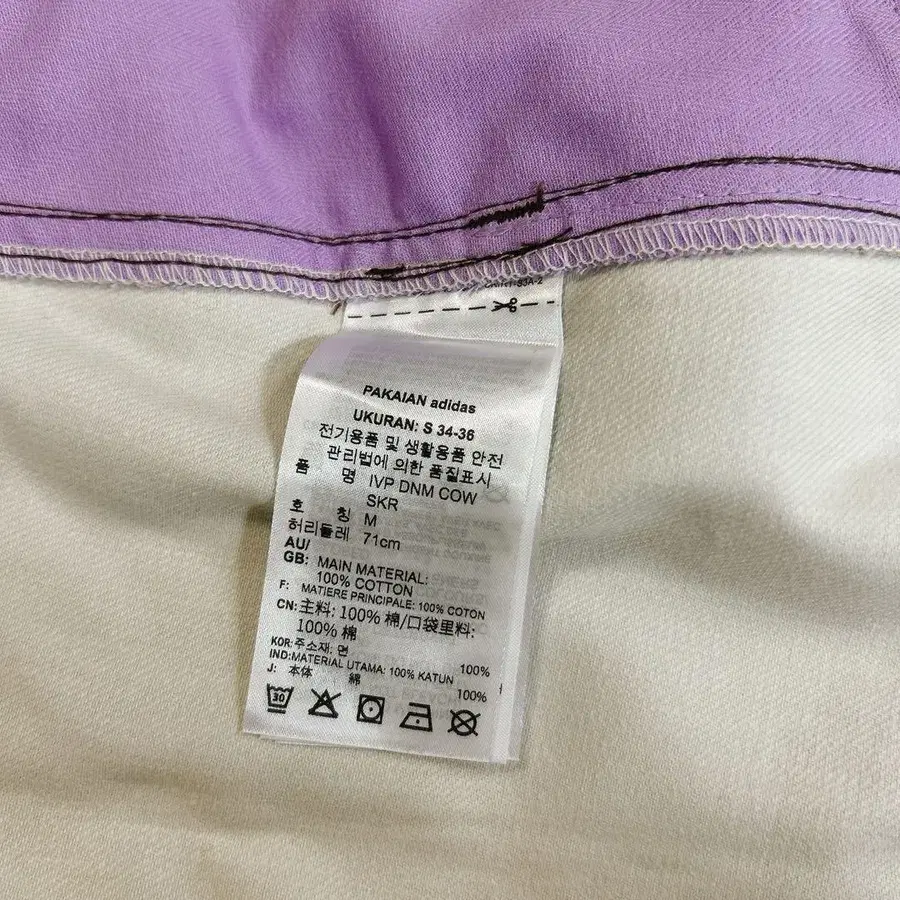 PAKAIAN adidas
UKURAN: S 34-36
전기용품 및 생활용품 안전
관리법에 의한 품질표시
품 명 IVP DNM COW
SKR
호 칭 M
허리둘레 71cm
AU/
GB: MAIN MATERIAL:
100% COTTON
F: MATIERE PRINCIPALE: 100% COTON
CN: 主料: 100% 棉/口袋里料:
100% 棉
KOR: 주소재: 면 100%
IND: MATERIAL UTAMA: 100% KATUN
J: 本体 綿 100%
30